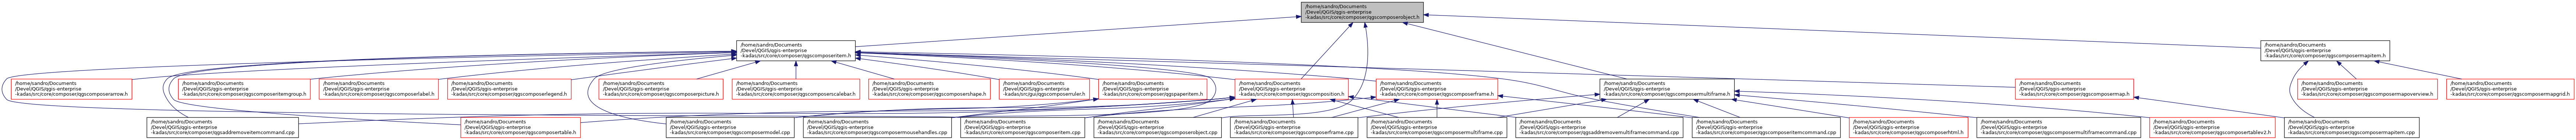 /home/sandro/Documents
/Devel/QGIS/qgis-enterprise
-kadas/src/core/composer/qgscomposerobject.h
/home/sandro/Documents
/Devel/QGIS/qgis-enterprise
-kadas/src/core/composer/qgscomposeritem.h
/home/sandro/Documents
/Devel/QGIS/qgis-enterprise
-kadas/src/core/composer/qgscomposermapitem.h
/home/sandro/Documents
/Devel/QGIS/qgis-enterprise
-kadas/src/core/composer/qgscomposerarrow.h
/home/sandro/Documents
/Devel/QGIS/qgis-enterprise
-kadas/src/core/composer/qgscomposeritemgroup.h
/home/sandro/Documents
/Devel/QGIS/qgis-enterprise
-kadas/src/core/composer/qgscomposerlabel.h
/home/sandro/Documents
/Devel/QGIS/qgis-enterprise
-kadas/src/core/composer/qgscomposerlegend.h
/home/sandro/Documents
/Devel/QGIS/qgis-enterprise
-kadas/src/core/composer/qgscomposerpicture.h
/home/sandro/Documents
/Devel/QGIS/qgis-enterprise
-kadas/src/core/composer/qgscomposerscalebar.h
/home/sandro/Documents
/Devel/QGIS/qgis-enterprise
-kadas/src/core/composer/qgscomposershape.h
/home/sandro/Documents
/Devel/QGIS/qgis-enterprise
-kadas/src/gui/qgscomposerruler.h
/home/sandro/Documents
/Devel/QGIS/qgis-enterprise
-kadas/src/core/composer/qgspaperitem.h
/home/sandro/Documents
/Devel/QGIS/qgis-enterprise
-kadas/src/core/composer/qgscomposition.h
/home/sandro/Documents
/Devel/QGIS/qgis-enterprise
-kadas/src/core/composer/qgscomposerframe.h
/home/sandro/Documents
/Devel/QGIS/qgis-enterprise
-kadas/src/core/composer/qgscomposermultiframe.h
/home/sandro/Documents
/Devel/QGIS/qgis-enterprise
-kadas/src/core/composer/qgscomposermap.h
/home/sandro/Documents
/Devel/QGIS/qgis-enterprise
-kadas/src/core/composer/qgscomposermapoverview.h
/home/sandro/Documents
/Devel/QGIS/qgis-enterprise
-kadas/src/core/composer/qgscomposermapgrid.h
/home/sandro/Documents
/Devel/QGIS/qgis-enterprise
-kadas/src/core/composer/qgsaddremoveitemcommand.cpp
/home/sandro/Documents
/Devel/QGIS/qgis-enterprise
-kadas/src/core/composer/qgscomposertable.h
/home/sandro/Documents
/Devel/QGIS/qgis-enterprise
-kadas/src/core/composer/qgscomposermodel.cpp
/home/sandro/Documents
/Devel/QGIS/qgis-enterprise
-kadas/src/core/composer/qgscomposermousehandles.cpp
/home/sandro/Documents
/Devel/QGIS/qgis-enterprise
-kadas/src/core/composer/qgscomposeritem.cpp
/home/sandro/Documents
/Devel/QGIS/qgis-enterprise
-kadas/src/core/composer/qgscomposerobject.cpp
/home/sandro/Documents
/Devel/QGIS/qgis-enterprise
-kadas/src/core/composer/qgscomposerframe.cpp
/home/sandro/Documents
/Devel/QGIS/qgis-enterprise
-kadas/src/core/composer/qgscomposermultiframe.cpp
/home/sandro/Documents
/Devel/QGIS/qgis-enterprise
-kadas/src/core/composer/qgsaddremovemultiframecommand.cpp
/home/sandro/Documents
/Devel/QGIS/qgis-enterprise
-kadas/src/core/composer/qgscomposeritemcommand.cpp
/home/sandro/Documents
/Devel/QGIS/qgis-enterprise
-kadas/src/core/composer/qgscomposerhtml.h
/home/sandro/Documents
/Devel/QGIS/qgis-enterprise
-kadas/src/core/composer/qgscomposermultiframecommand.cpp
/home/sandro/Documents
/Devel/QGIS/qgis-enterprise
-kadas/src/core/composer/qgscomposertablev2.h
/home/sandro/Documents
/Devel/QGIS/qgis-enterprise
-kadas/src/core/composer/qgscomposermapitem.cpp